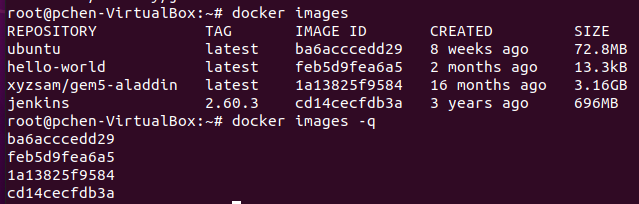 root@pchen-VirtualBox:~# docker images
REPOSITORY TAG IMAGE ID CREATED SIZE
ubuntu latest ba6acccedd29 8 weeks ago 72.8MB
hello-world latest feb5d9fea6a5 2 months ago 13.3kB
xyzsam/gem5-aladdin latest 1a13825f9584 16 months ago 3.16GB
jenkins 2.60.3 cd14cecfdb3a 3 years ago 696MB
root@pchen-VirtualBox:~# docker images -q
ba6acccedd29
feb5d9fea6a5
1a13825f9584
cd14cecfdb3a